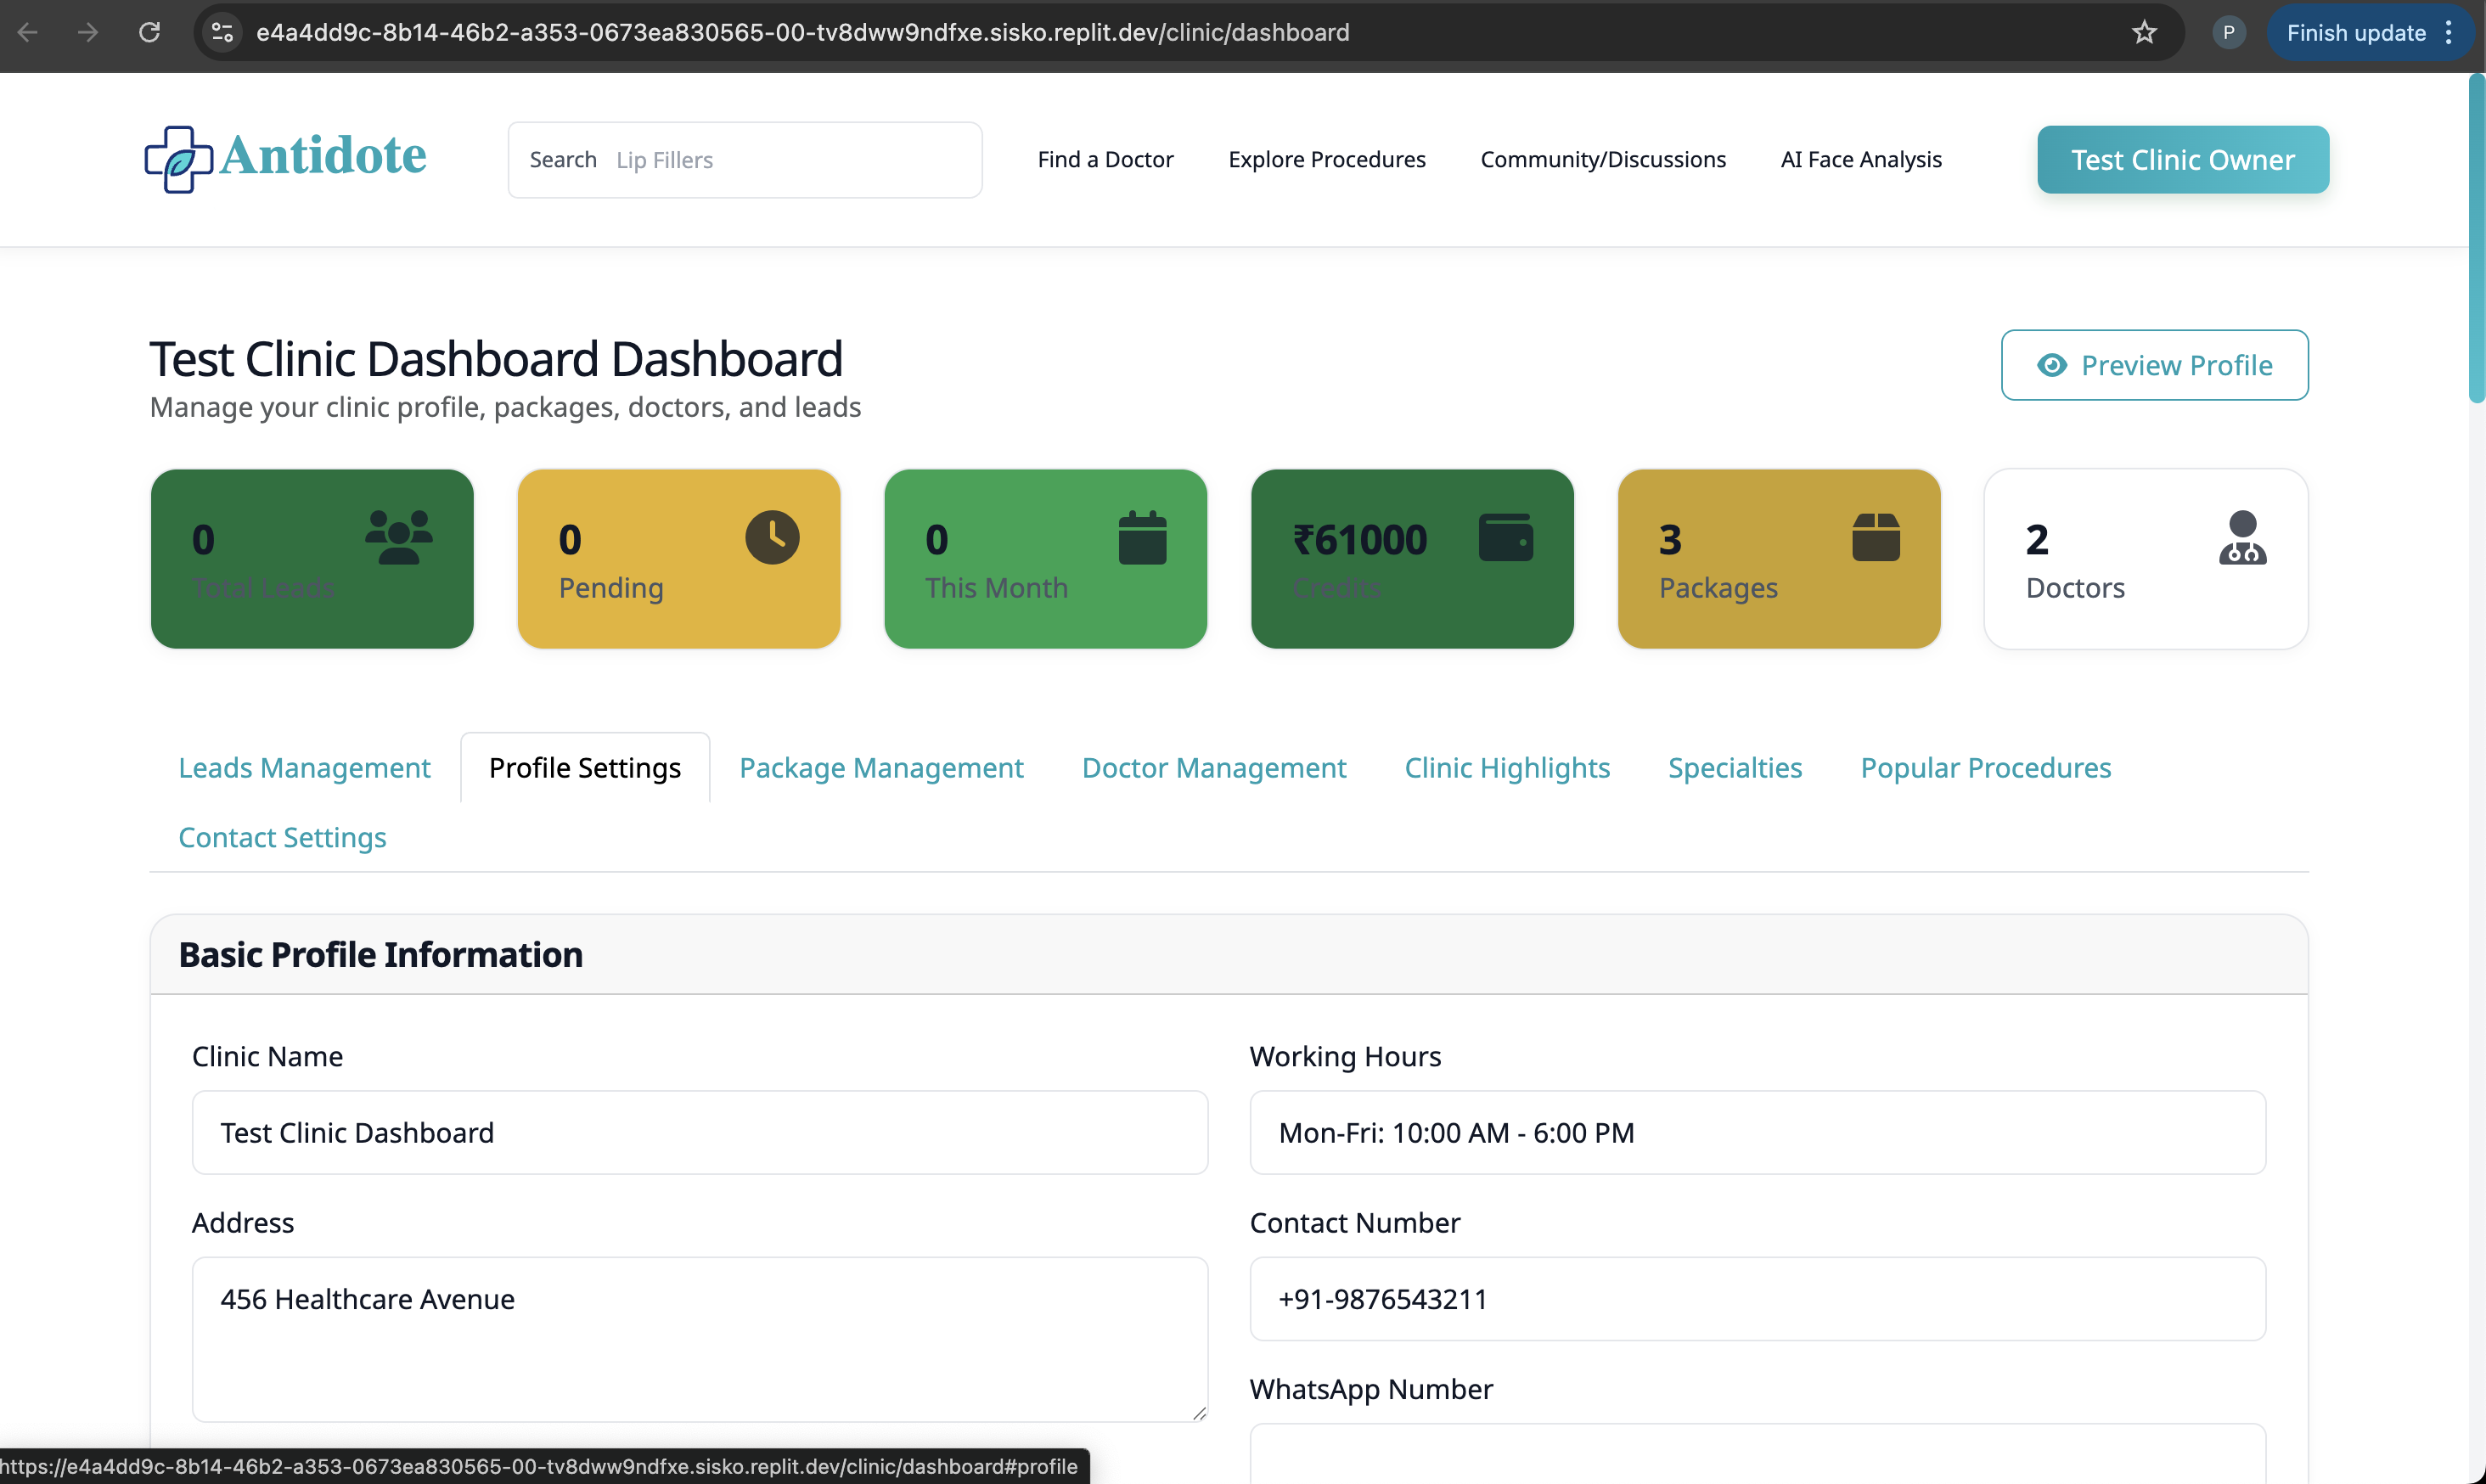 e4a4dd9c-8b14-46b2-a353-0673ea830565-00-tv8dww9ndfxe.sisko.replit.dev/clinic/dashboard
P
Finish update
Antidote
Search Lip Fillers
Find a Doctor
Explore Procedures
Community/Discussions
AI Face Analysis
Test Clinic Owner
Test Clinic Dashboard Dashboard
Preview Profile
Manage your clinic profile, packages, doctors, and leads
0
Total Leads
0
Pending
0
This Month
₹61000
Credits
3
Packages
2
Doctors
Leads Management
Profile Settings
Package Management
Doctor Management
Clinic Highlights
Specialties
Popular Procedures
Contact Settings
Basic Profile Information
Clinic Name
Test Clinic Dashboard
Working Hours
Mon-Fri: 10:00 AM - 6:00 PM
Address
456 Healthcare Avenue
Contact Number
+91-9876543211
WhatsApp Number
https://e4a4dd9c-8b14-46b2-a353-0673ea830565-00-tv8dww9ndfxe.sisko.replit.dev/clinic/dashboard#profile